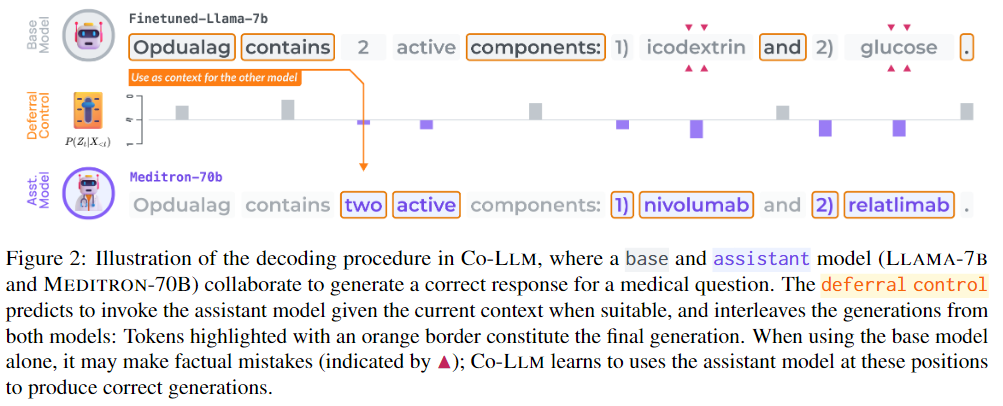 Base
Model
Finetuned-Llama-7b
Opdualag contains 2 active components: 1) icodextrin and 2) glucose .
Use as context for the other model
Deferral
Control
P(Zₜ|X<ₜ)
0
1
Asst.
Model
Meditron-70b
Opdualag contains two active components: 1) nivolumab and 2) relatlimab .
Figure 2: Illustration of the decoding procedure in CO-LLM, where a base and assistant model (LLAMA-7B
and MEDITRON-70B) collaborate to generate a correct response for a medical question. The deferral control
predicts to invoke the assistant model given the current context when suitable, and interleaves the generations from
both models: Tokens highlighted with an orange border constitute the final generation. When using the base model
alone, it may make factual mistakes (indicated by ▲); CO-LLM learns to uses the assistant model at these positions
to produce correct generations.